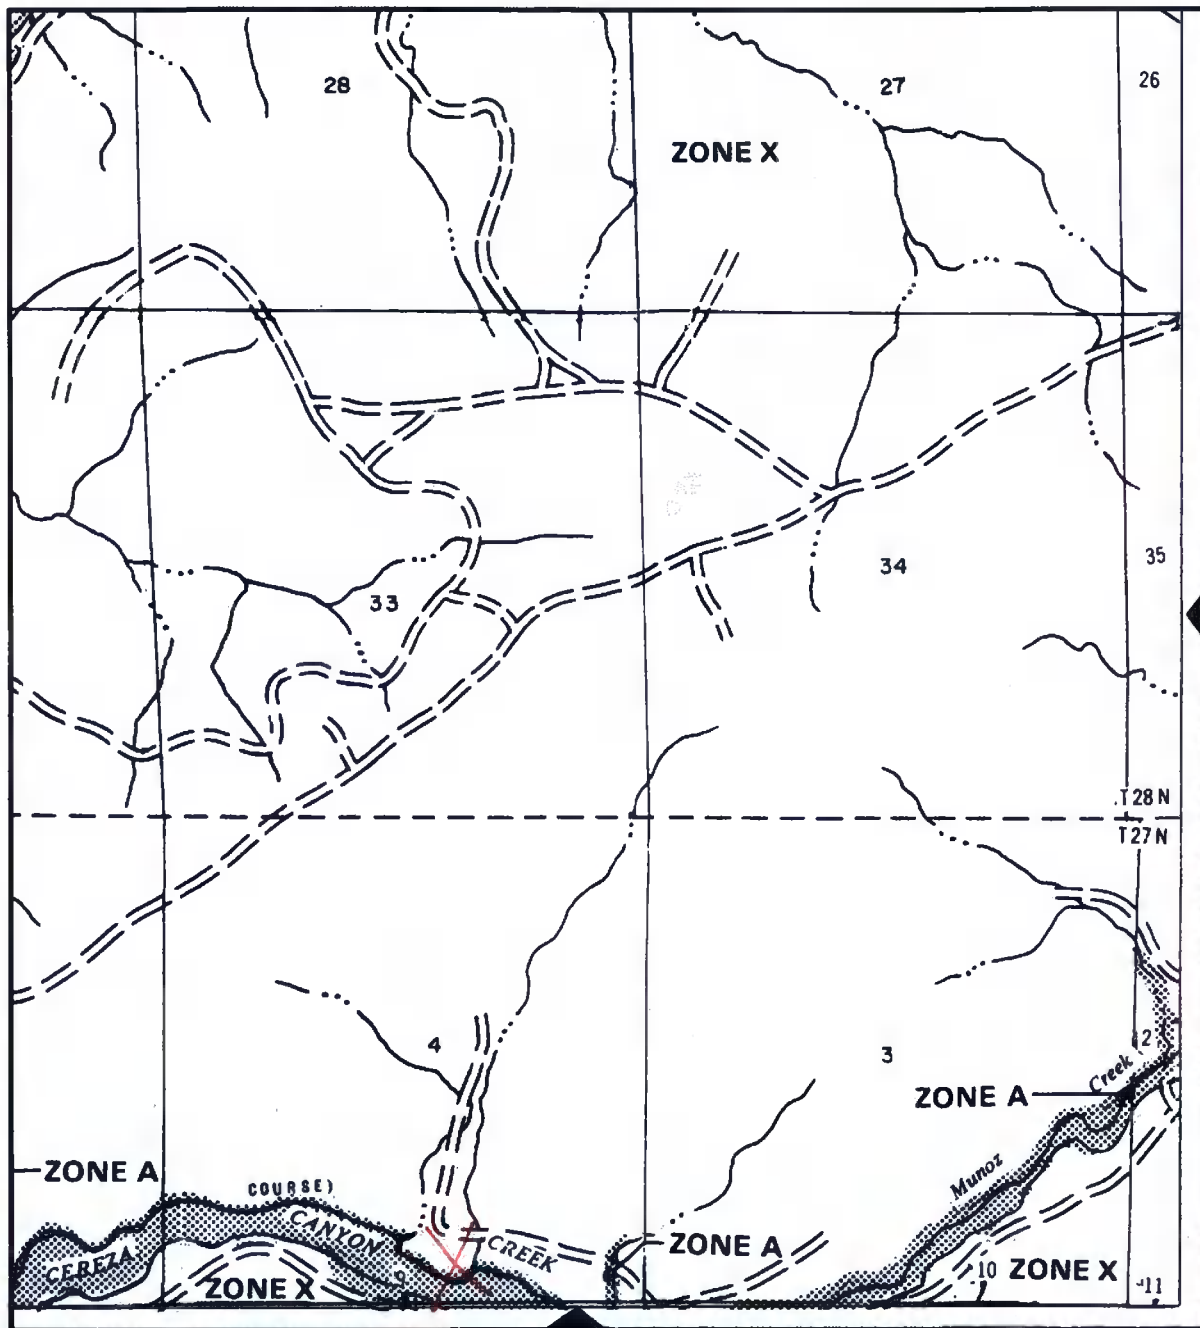 28
27
26
ZONE X
33
34
35
T28N
T27N
4
3
2
Creek
ZONE A
Munoz
ZONE A
COURSE)
CANYON
CREEK
CEREZA
ZONE A
ZONE X
9
10
ZONE X
11